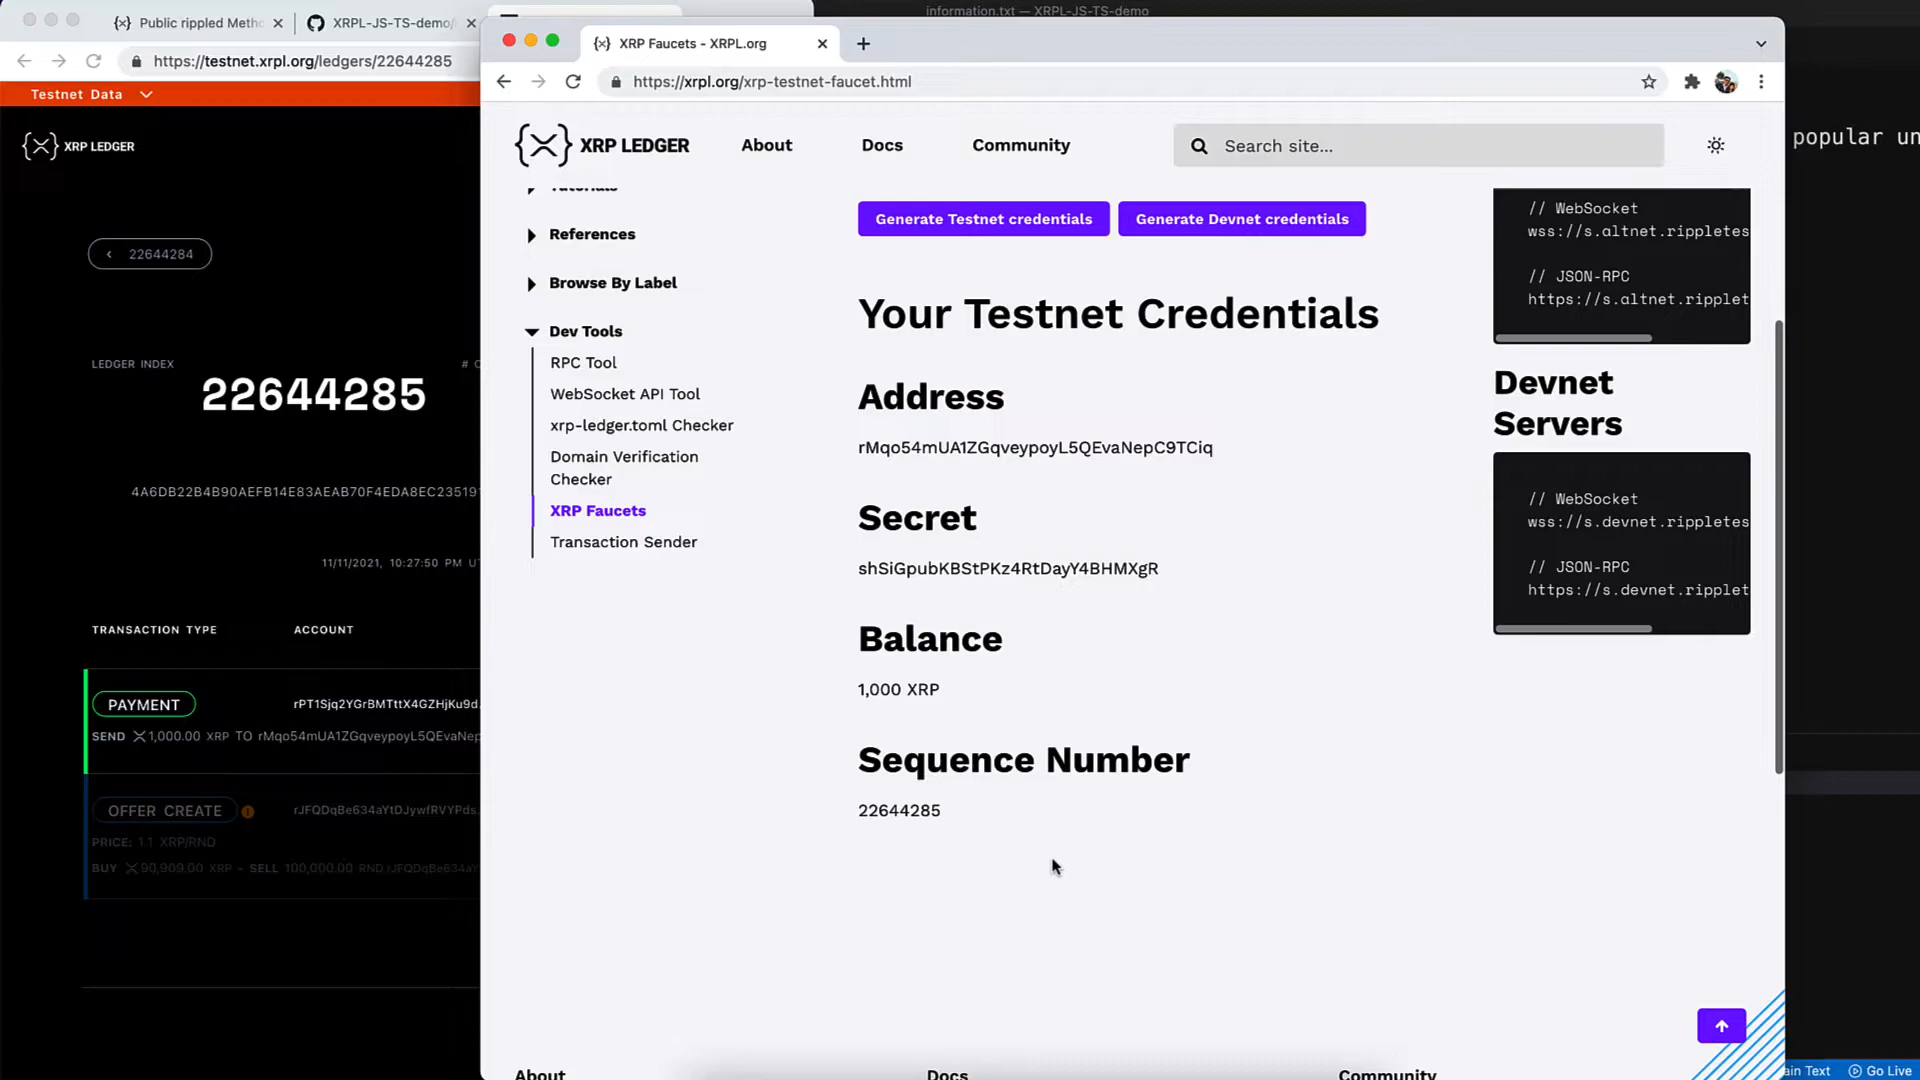 information.txt — XRPL-JS-TS-demo
Public rippled Metho
XRPL-JS-TS-demo/
https://testnet.xrpl.org/ledgers/22644285
Testnet Data
XRP LEDGER
22644284
LEDGER INDEX
22644285
4A6DB22B4B90AEFB14E83AEAB70F4EDA8EC235191
11/11/2021, 10:27:50 PM UT
TRANSACTION TYPE ACCOUNT
PAYMENT rPT1Sjq2YGrBMTttX4GZHjKu9d
SEND 1,000.00 XRP TO rMqo54mUA1ZGqveypoyL5QEvaNep
OFFER CREATE rJFQDqBe634aYtDJywfRVYPds
PRICE: 1.1 XRP/RND
BUY 90,909.00 XRP - SELL 100,000.00 RND.rJFQDqBe634aY
XRP Faucets - XRPL.org
https://xrpl.org/xrp-testnet-faucet.html
XRP LEDGER
About
Docs
Community
Search site...
Tutorials
References
Browse By Label
Dev Tools
RPC Tool
WebSocket API Tool
xrp-ledger.toml Checker
Domain Verification
Checker
XRP Faucets
Transaction Sender
Generate Testnet credentials
Generate Devnet credentials
Your Testnet Credentials
Address
rMqo54mUA1ZGqveypoyL5QEvaNepC9TCiq
Secret
shSiGpubKBStPKz4RtDayY4BHMXgR
Balance
1,000 XRP
Sequence Number
22644285
// WebSocket
wss://s.altnet.rippletes
// JSON-RPC
https://s.altnet.ripplet
Devnet
Servers
// WebSocket
wss://s.devnet.rippletes
// JSON-RPC
https://s.devnet.ripplet
About
Docs
Community
popular un
ain Text
Go Live